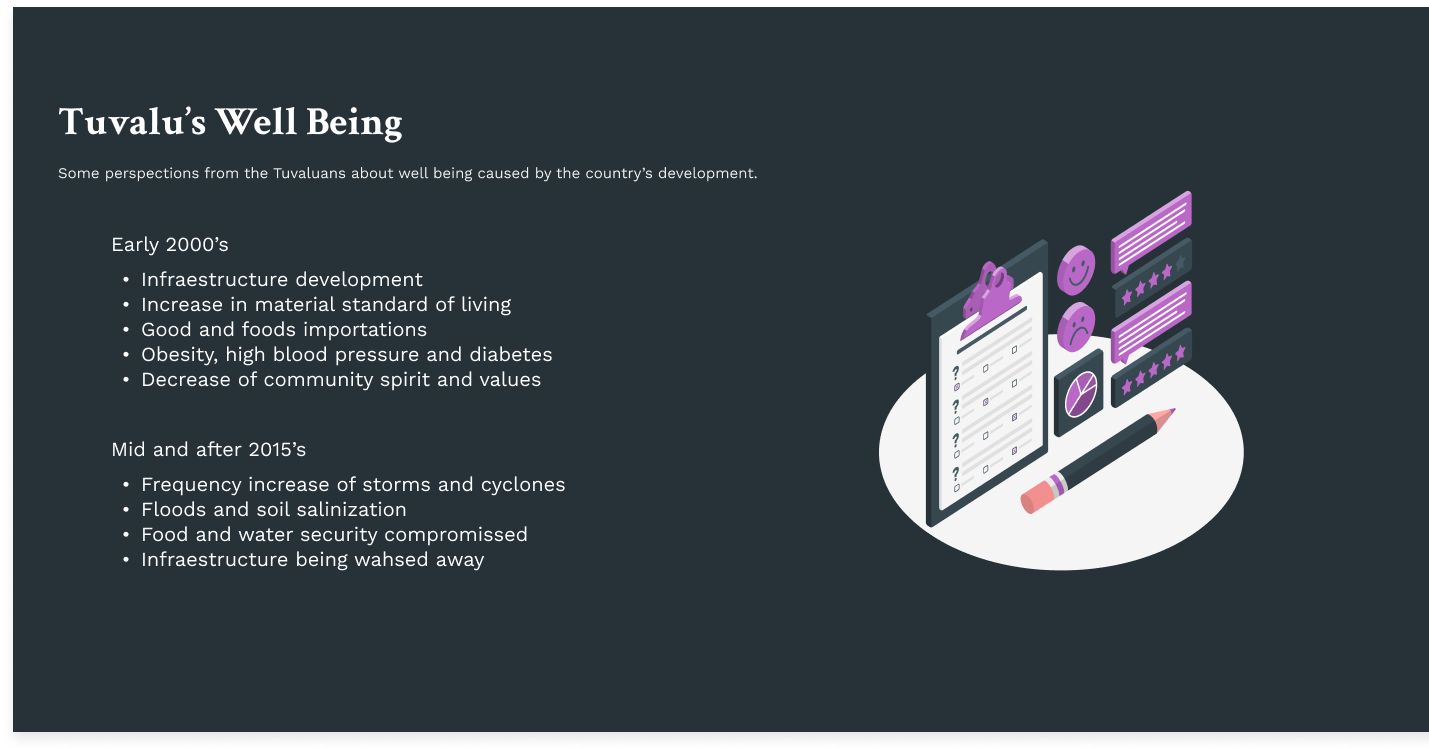 Tuvalu’s Well Being
Some perspections from the Tuvaluans about well being caused by the country’s development.
Early 2000’s
• Infraestructure development
• Increase in material standard of living
• Good and foods importations
• Obesity, high blood pressure and diabetes
• Decrease of community spirit and values
Mid and after 2015’s
• Frequency increase of storms and cyclones
• Floods and soil salinization
• Food and water security compromissed
• Infraestructure being wahsed away
?
?
?
?